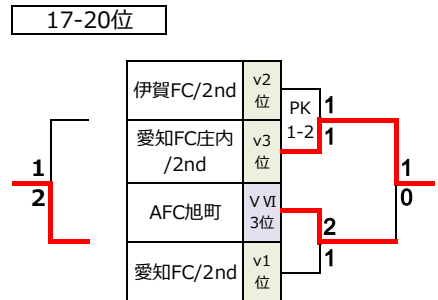 17-20位
伊賀FC/2nd
v2
位
PK
1-2
1
愛知FC庄内
/2nd
v3
位
1
1
2
1
0
AFC旭町
V VI
3位
2
愛知FC/2nd
v1
位
1